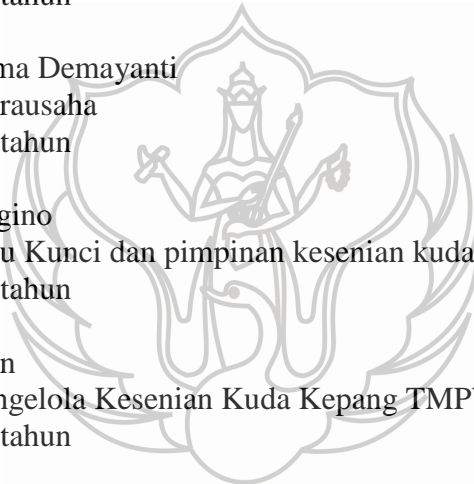 tahun
ma Demayanti
rausaha
tahun
gino
u Kunci dan pimpinan kesenian kuda
tahun
n
ngelola Kesenian Kuda Kepang TMP
tahun